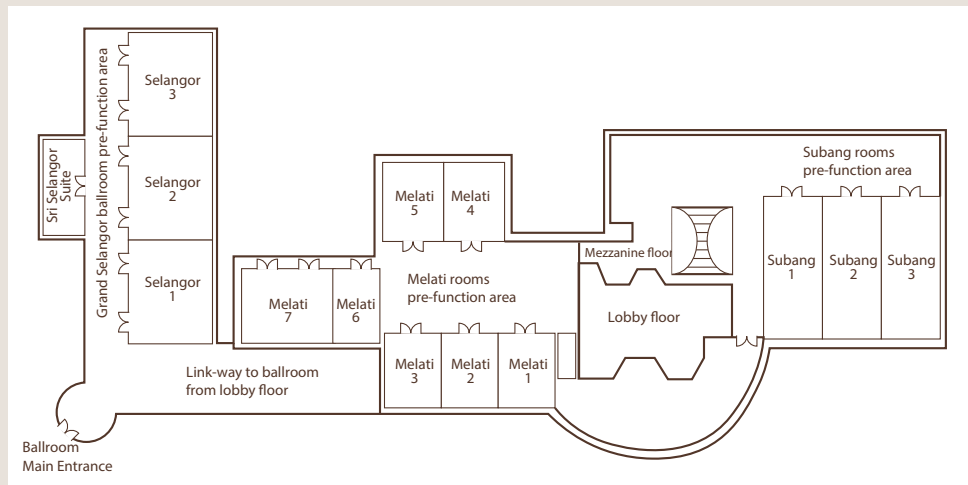 Grand Selangor ballroom pre-function area
Sri Selangor
Suite
Selangor
3
Selangor
2
Selangor
1
Melati
5
Melati
4
Melati
7
Melati
6
Melati rooms
pre-function area
Melati
3
Melati
2
Melati
1
Mezzanine floor
Lobby floor
Subang rooms
pre-function area
Subang
1
Subang
2
Subang
3
Link-way to ballroom
from lobby floor
Ballroom
Main Entrance